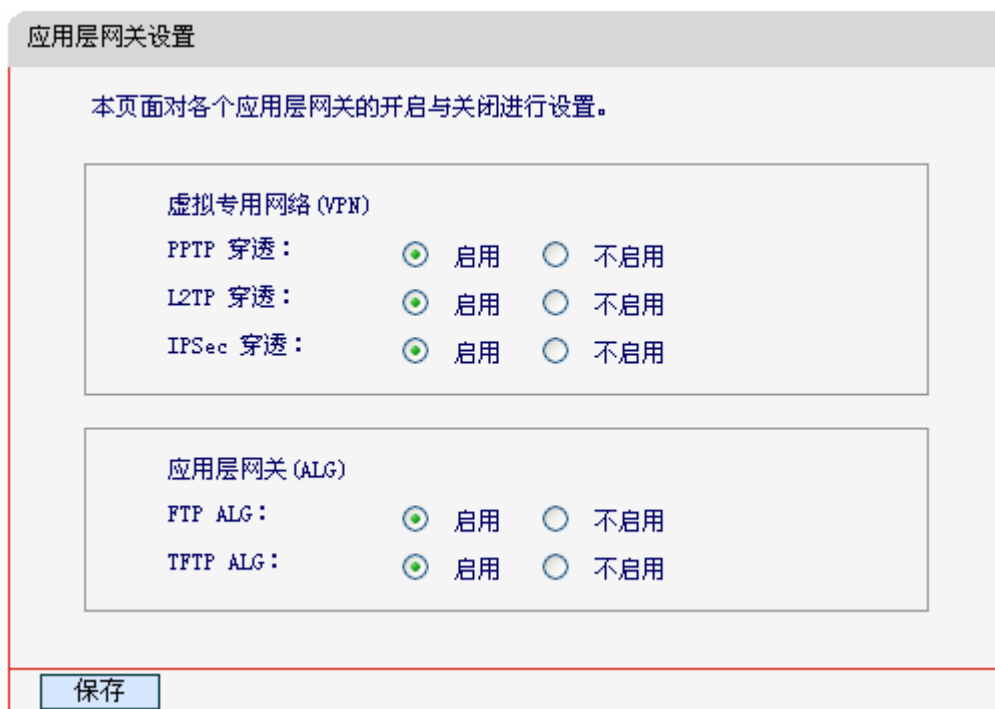 应用层网关设置
本页面对各个应用层网关的开启与关闭进行设置。
虚拟专用网络(VPN)
PPTP 穿透： 启用 不启用
L2TP 穿透： 启用 不启用
IPSec 穿透： 启用 不启用
应用层网关(ALG)
FTP ALG： 启用 不启用
TFTP ALG： 启用 不启用
保存